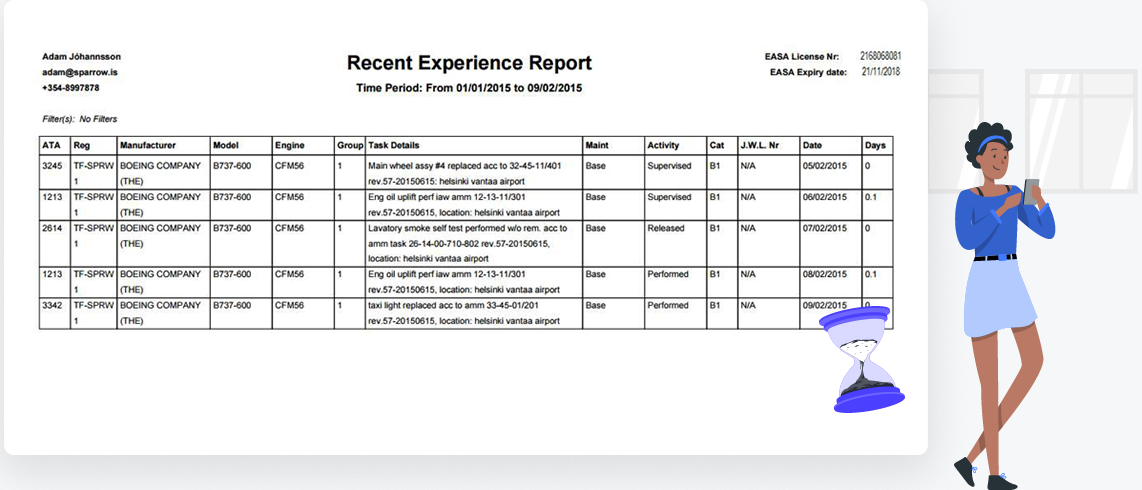 Adam Jóhannsson
adam@sparrow.is
+354-8997878
Recent Experience Report
Time Period: From 01/01/2015 to 09/02/2015
EASA License Nr: 2168068081
EASA Expiry date: 21/11/2018
Filter(s): No Filters
ATA Reg Manufacturer Model Engine Group Task Details Maint Activity Cat J.W.L. Nr Date Days
3245 TF-SPRW BOEING COMPANY B737-600 CFM56 1 Main wheel assy #4 replaced acc to 32-45-11/401 Base Supervised B1 N/A 05/02/2015 0
1 (THE) rev.57-20150615: helsinki vantaa airport
1213 TF-SPRW BOEING COMPANY B737-600 CFM56 1 Eng oil uplift perf iaw amm 12-13-11/301 Base Supervised B1 N/A 06/02/2015 0.1
1 (THE) rev.57-20150615, location: helsinki vantaa airport
2614 TF-SPRW BOEING COMPANY B737-600 CFM56 1 Lavatory smoke self test performed w/o rem. acc to Base Released B1 N/A 07/02/2015 0
1 (THE) amm task 26-14-00-710-802 rev.57-20150615,
location: helsinki vantaa airport
1213 TF-SPRW BOEING COMPANY B737-600 CFM56 1 Eng oil uplift perf iaw amm 12-13-11/301 Base Performed B1 N/A 08/02/2015 0.1
1 (THE) rev.57-20150615, location: helsinki vantaa airport
3342 TF-SPRW BOEING COMPANY B737-600 CFM56 1 taxi light replaced acc to amm 33-45-01/201 Base Performed B1 N/A 09/02/2015 0
1 (THE) rev.57-20150615, location: helsinki vantaa airport